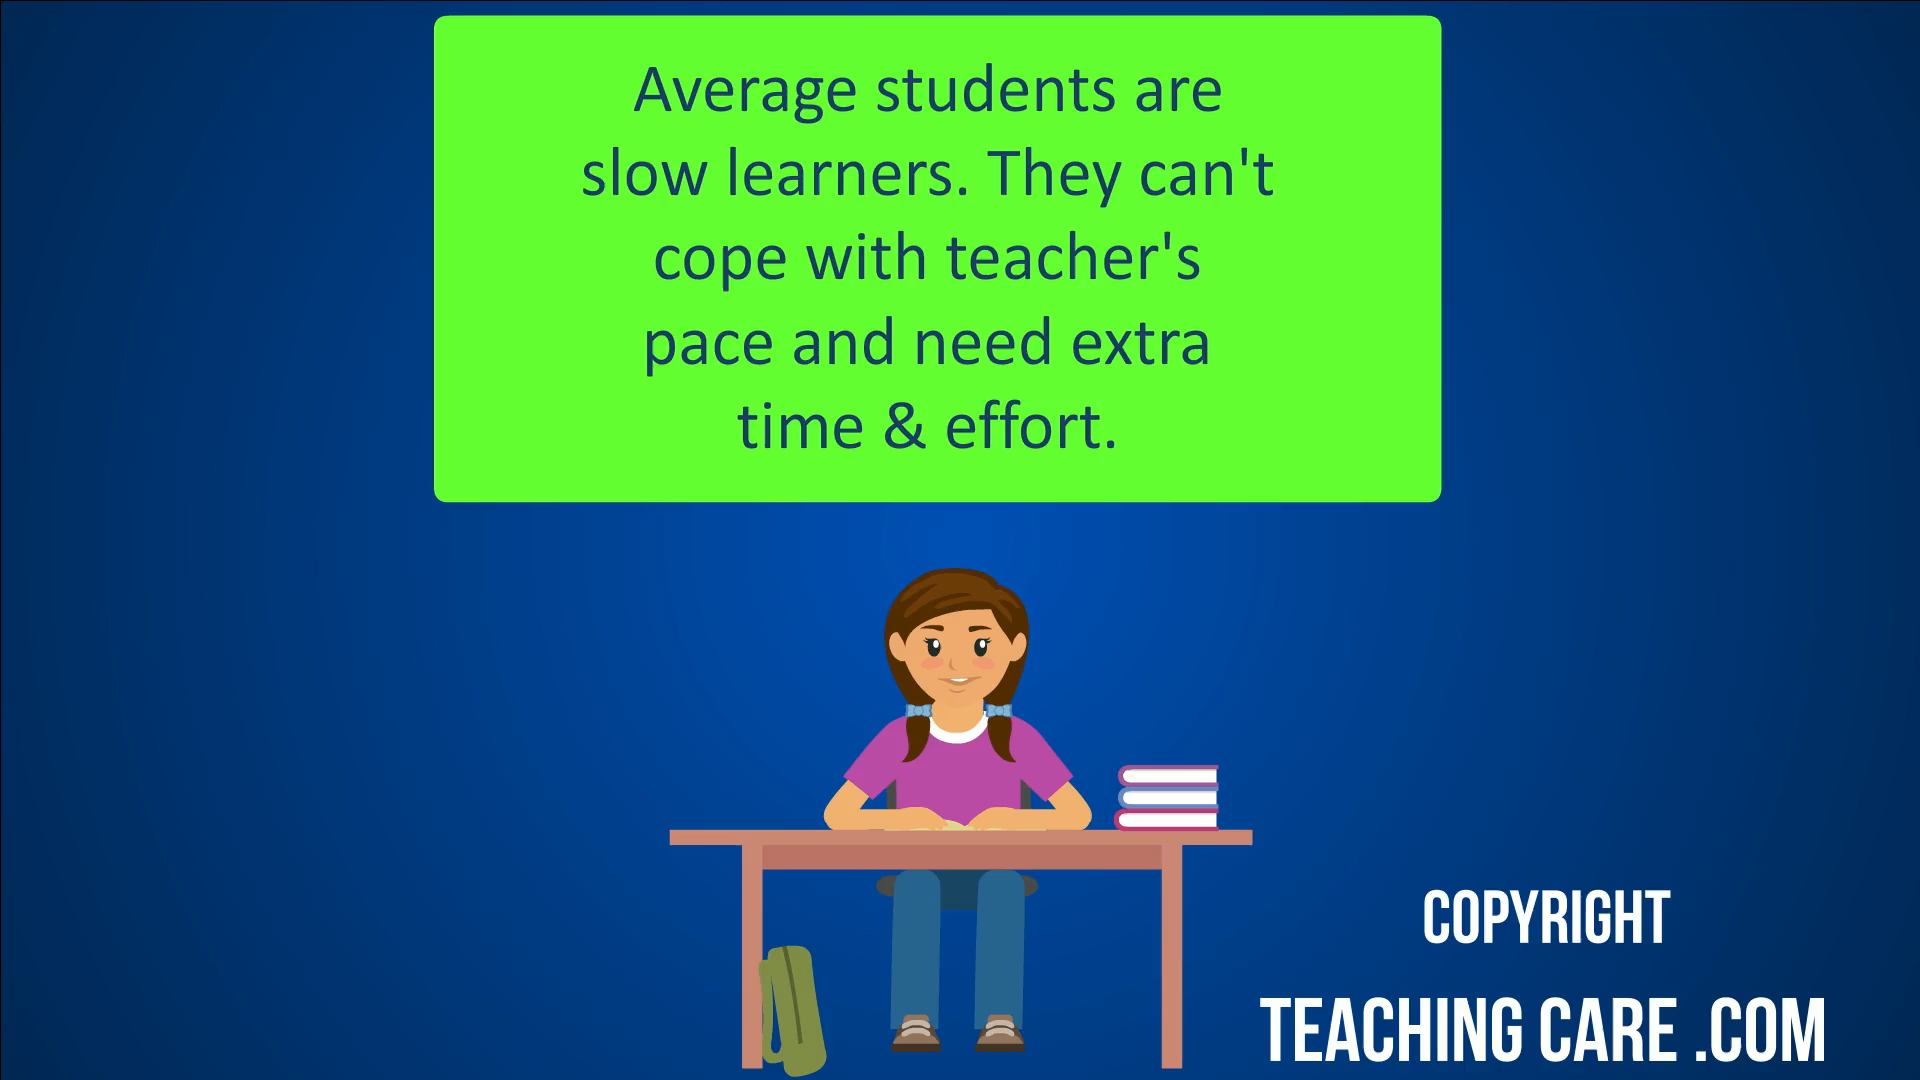 Average students are
slow learners. They can't
cope with teacher's
pace and need extra
time & effort.
COPYRIGHT
TEACHING CARE .COM